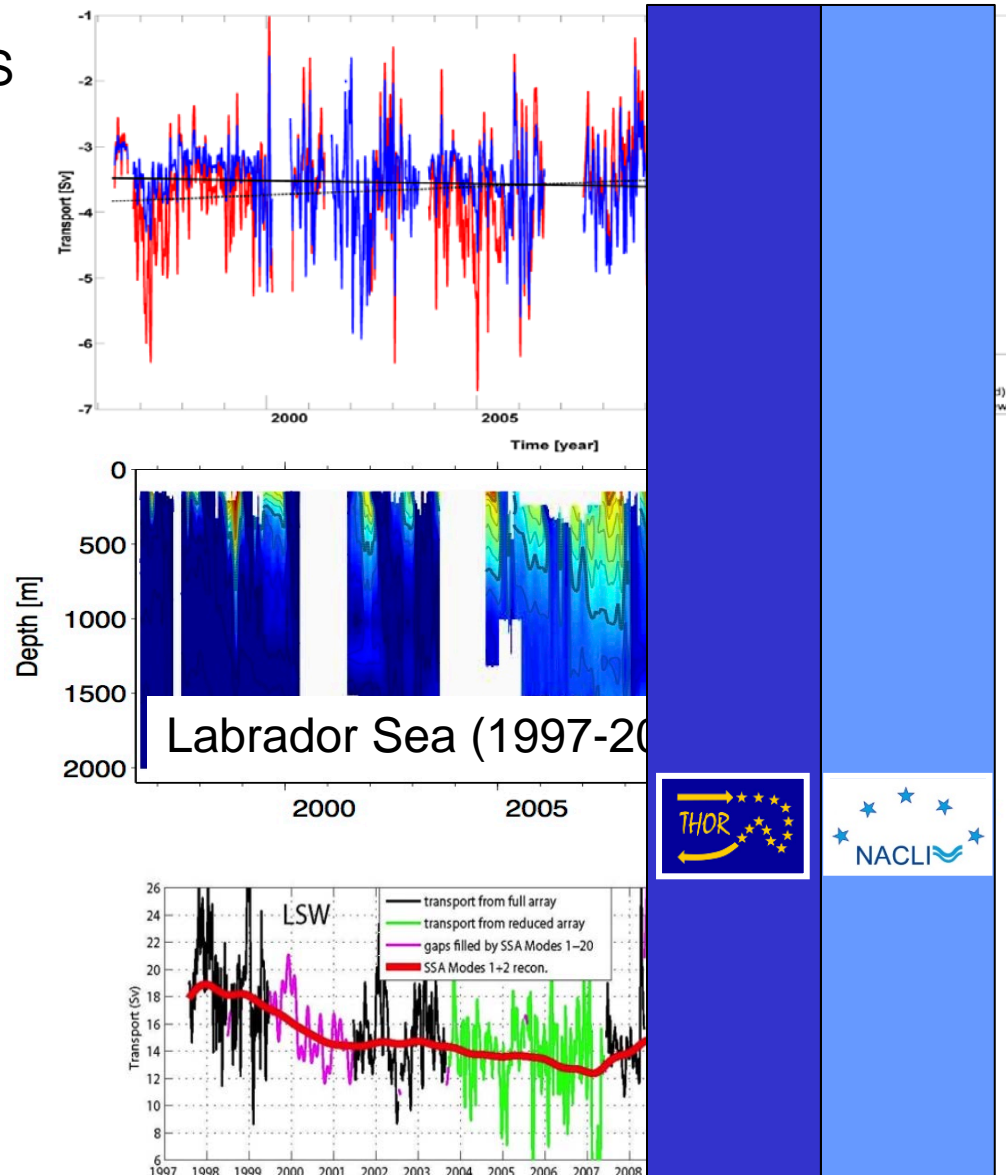 S
-1
-2
-3
-4
-5
-6
-7
Transport [Sv]
2000 2005
Time [year]
0
500
1000
1500
2000
Depth [m]
Labrador Sea (1997-20
2000 2005
THOR
NACLI
26
24
22
20
18
16
14
12
10
8
6
Transport (Sv)
LSW
transport from full array
transport from reduced array
gaps filled by SSA Modes 1–20
SSA Modes 1+2 recon.
1997 1998 1999 2000 2001 2002 2003 2004 2005 2006 2007 2008